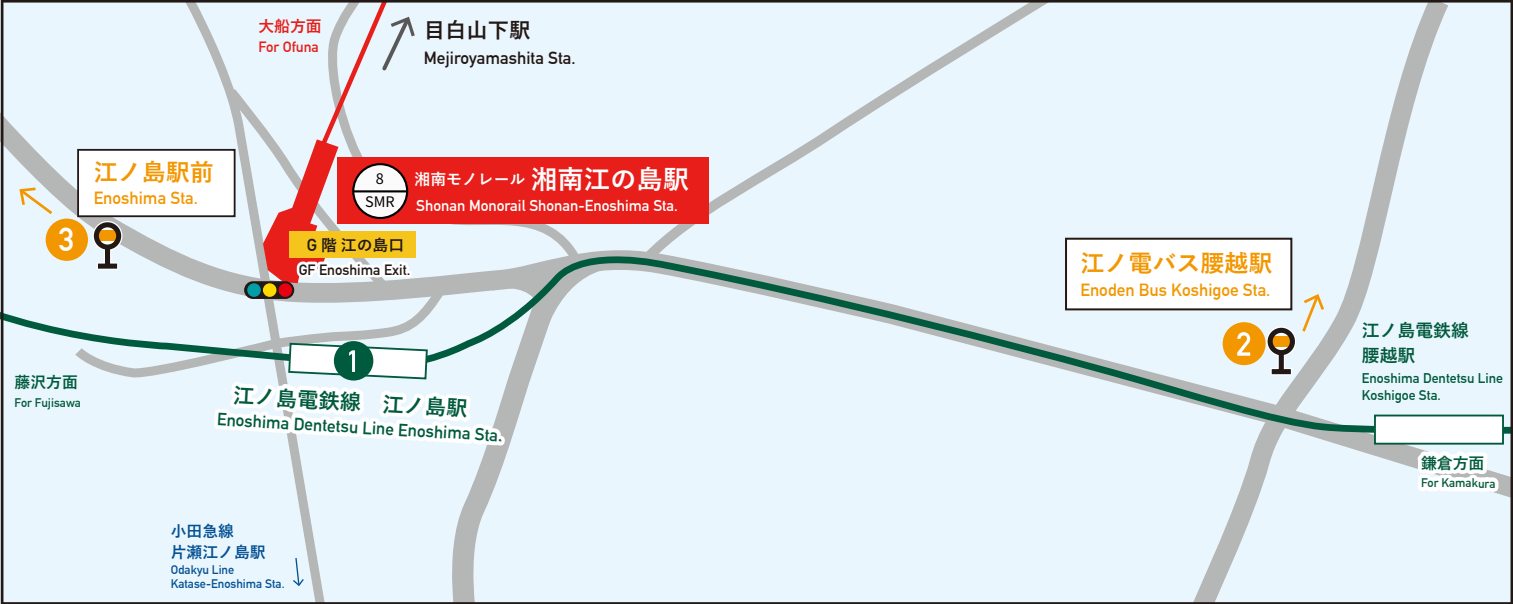 大船方面
For Ofuna
目白山下駅
Mejiroyamashita Sta.
江ノ島駅前
Enoshima Sta.
3
8
SMR
湘南モノレール 湘南江の島駅
Shonan Monorail Shonan-Enoshima Sta.
G 階 江の島口
GF Enoshima Exit.
江ノ電バス腰越駅
Enoden Bus Koshigoe Sta.
2
江ノ島電鉄線
腰越駅
Enoshima Dentetsu Line
Koshigoe Sta.
1
藤沢方面
For Fujisawa
江ノ島電鉄線 江ノ島駅
Enoshima Dentetsu Line Enoshima Sta.
鎌倉方面
For Kamakura
小田急線
片瀬江ノ島駅
Odakyu Line
Katase-Enoshima Sta.